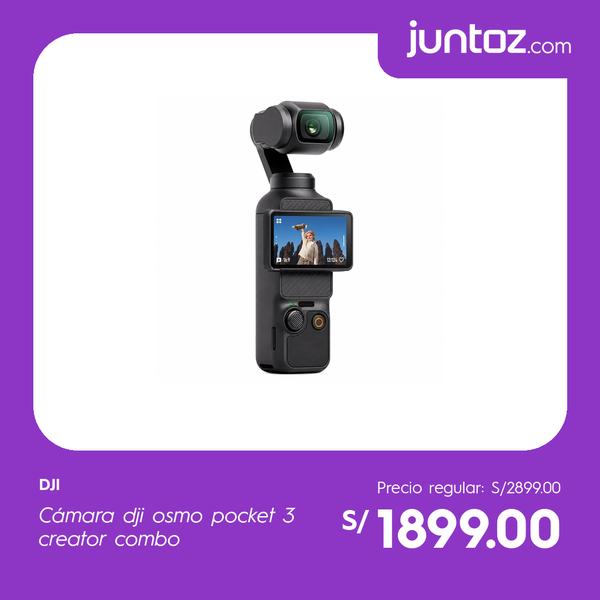 juntoz.com
DJI
Cámara dji osmo pocket 3
creator combo
Precio regular: S/2899.00
S/1899.00